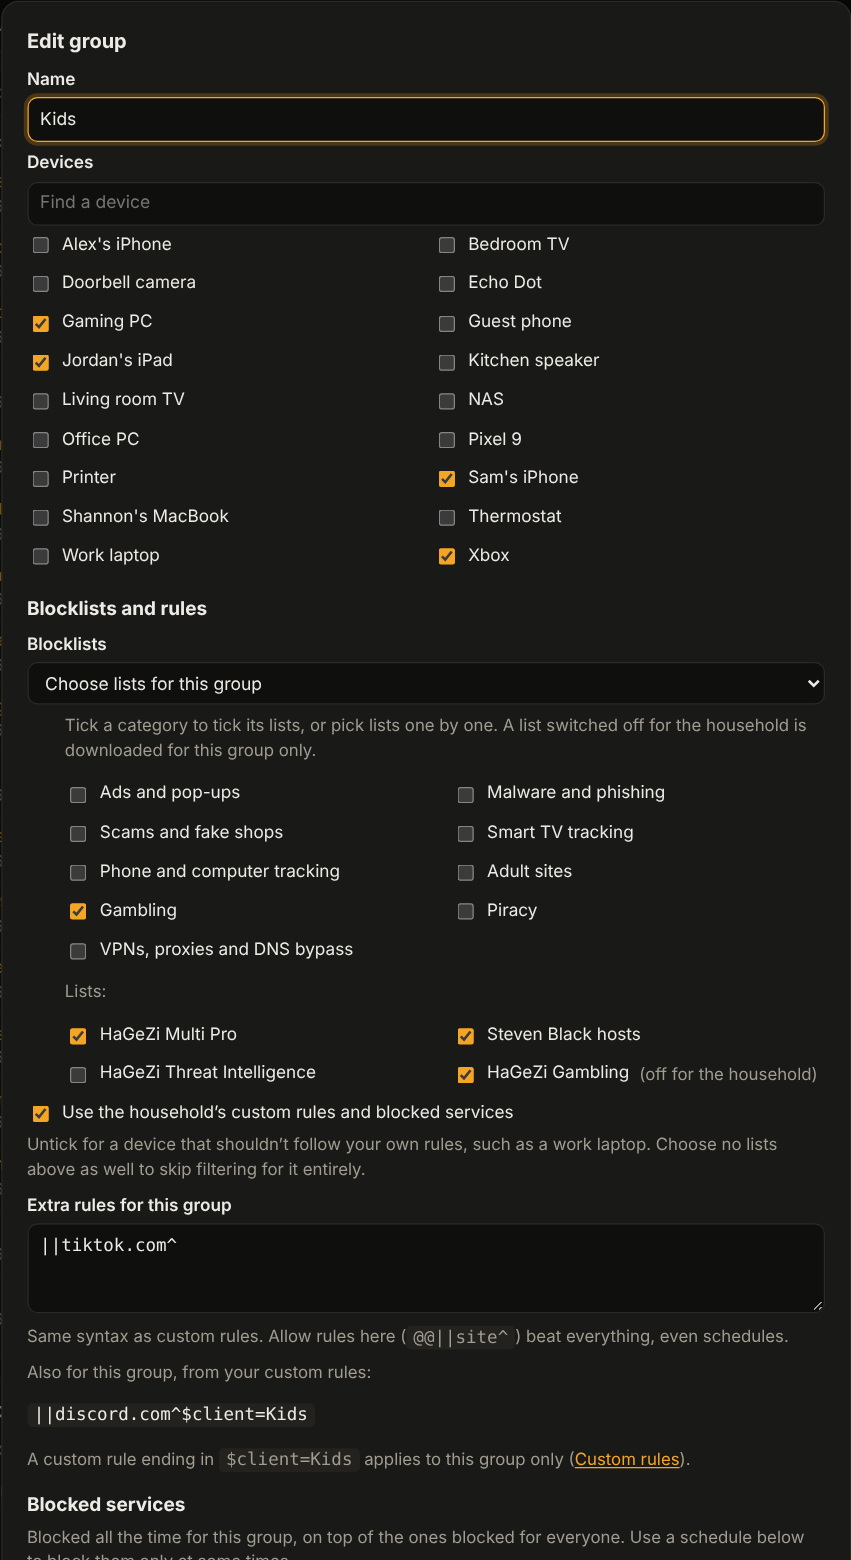 Edit group
Name
Kids
Devices
Find a device
Alex's iPhone
Bedroom TV
Doorbell camera
Echo Dot
Gaming PC
Guest phone
Jordan's iPad
Kitchen speaker
Living room TV
NAS
Office PC
Pixel 9
Printer
Sam's iPhone
Shannon's MacBook
Thermostat
Work laptop
Xbox
Blocklists and rules
Blocklists
Choose lists for this group
Tick a category to tick its lists, or pick lists one by one. A list switched off for the household is
downloaded for this group only.
Ads and pop-ups
Malware and phishing
Scams and fake shops
Smart TV tracking
Phone and computer tracking
Adult sites
Gambling
Piracy
VPNs, proxies and DNS bypass
Lists:
HaGeZi Multi Pro
Steven Black hosts
HaGeZi Threat Intelligence
HaGeZi Gambling (off for the household)
Use the household’s custom rules and blocked services
Untick for a device that shouldn’t follow your own rules, such as a work laptop. Choose no lists
above as well to skip filtering for it entirely.
Extra rules for this group
||tiktok.com^
Same syntax as custom rules. Allow rules here ( @@||site^ ) beat everything, even schedules.
Also for this group, from your custom rules:
||discord.com^$client=Kids
A custom rule ending in $client=Kids applies to this group only (Custom rules).
Blocked services
Blocked all the time for this group, on top of the ones blocked for everyone. Use a schedule below
to block them only at some times.